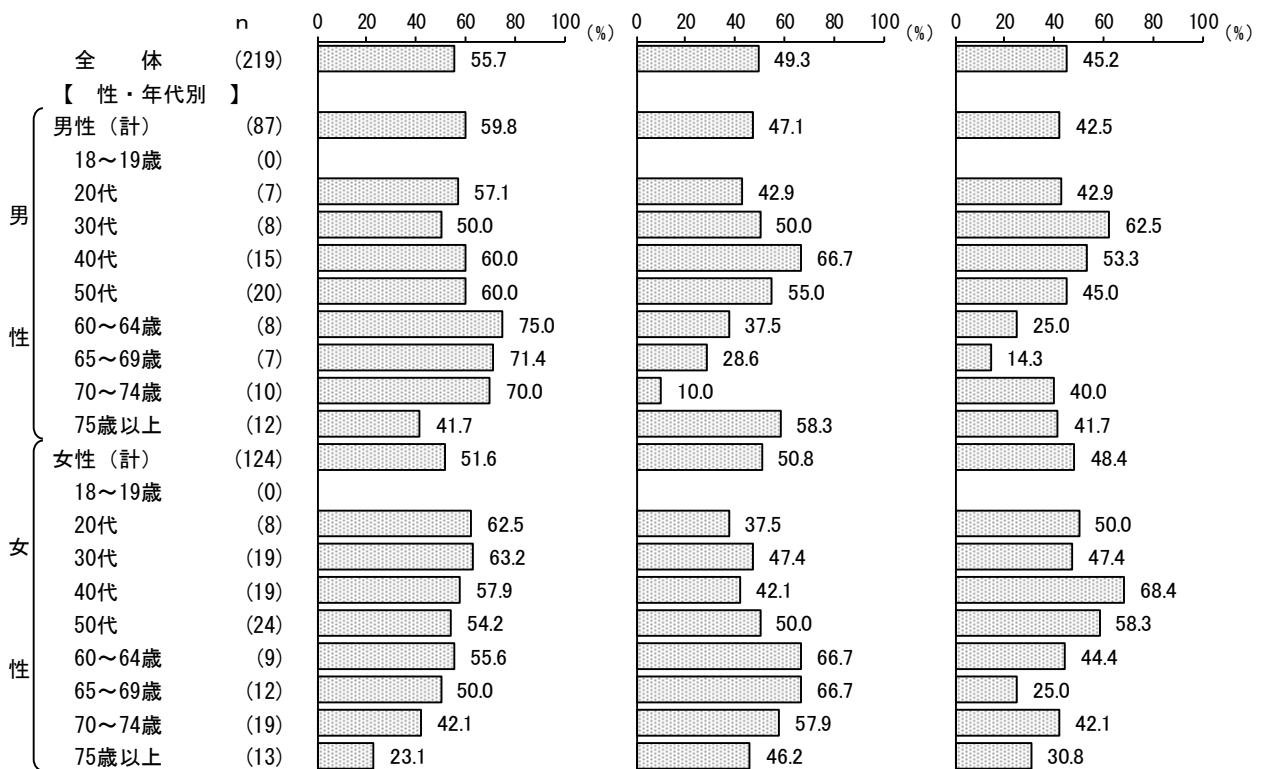 n 0 20 40 60 80 100 (%) 0 20 40 60 80 100 (%) 0 20 40 60 80 100 (%)
全　体 (219) 55.7 49.3 45.2
【 性・年代別 】
男性（計） (87) 59.8 47.1 42.5
18～19歳 (0)
20代 (7) 57.1 42.9 42.9
男
30代 (8) 50.0 50.0 62.5
40代 (15) 60.0 66.7 53.3
50代 (20) 60.0 55.0 45.0
60～64歳 (8) 75.0 37.5 25.0
性
65～69歳 (7) 71.4 28.6 14.3
70～74歳 (10) 70.0 10.0 40.0
75歳以上 (12) 41.7 58.3 41.7
女性（計） (124) 51.6 50.8 48.4
18～19歳 (0)
20代 (8) 62.5 37.5 50.0
女
30代 (19) 63.2 47.4 47.4
40代 (19) 57.9 42.1 68.4
50代 (24) 54.2 50.0 58.3
60～64歳 (9) 55.6 66.7 44.4
性
65～69歳 (12) 50.0 66.7 25.0
70～74歳 (19) 42.1 57.9 42.1
75歳以上 (13) 23.1 46.2 30.8